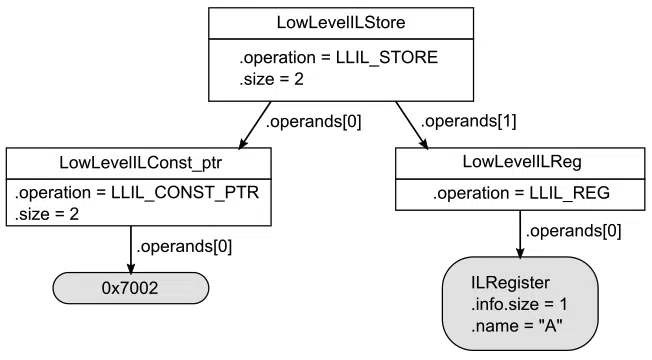 LowLevelILStore
.operation = LLIL_STORE
.size = 2
.operands[0]
.operands[1]
LowLevelILConst_ptr
.operation = LLIL_CONST_PTR
.size = 2
LowLevelILReg
.operation = LLIL_REG
.operands[0]
.operands[0]
0x7002
ILRegister
.info.size = 1
.name = "A"